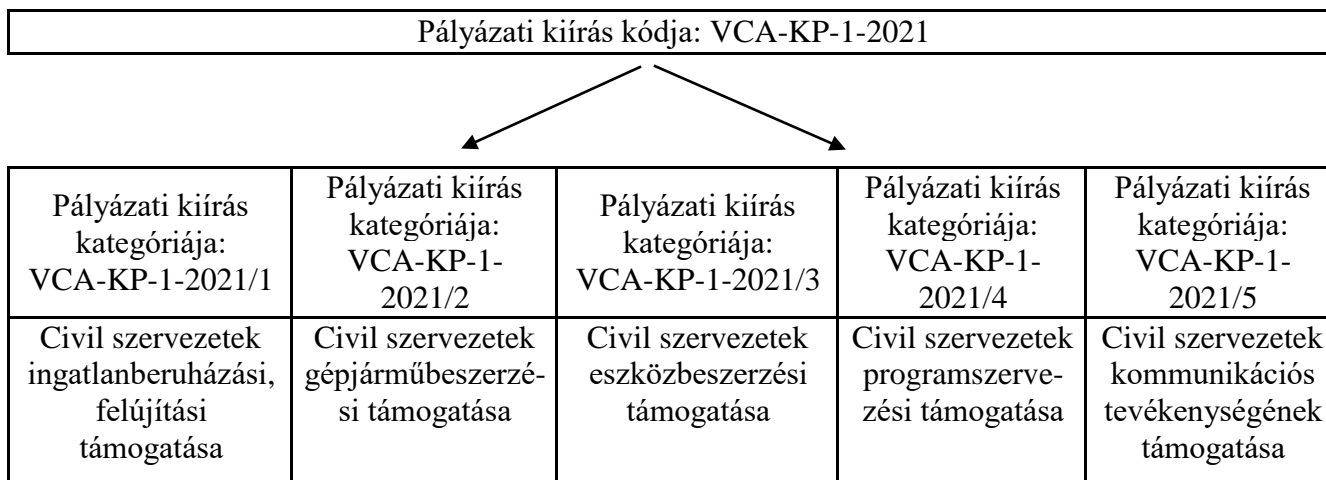 Pályázati kiírás kódja: VCA-KP-1-2021
Pályázati kiírás
kategóriája:
VCA-KP-1-2021/1
Pályázati kiírás
kategóriája:
VCA-KP-1-
2021/2
Pályázati kiírás
kategóriája:
VCA-KP-1-2021/3
Pályázati kiírás
kategóriája:
VCA-KP-1-
2021/4
Pályázati kiírás
kategóriája:
VCA-KP-1-
2021/5
Civil szervezetek
ingatlanberuházási,
felújítási
támogatása
Civil szervezetek
gépjárműbeszerzé-
si támogatása
Civil szervezetek
eszközbeszerzési
támogatása
Civil szervezetek
programszerve-
zési támogatása
Civil szervezetek
kommunikációs
tevékenységének
támogatása